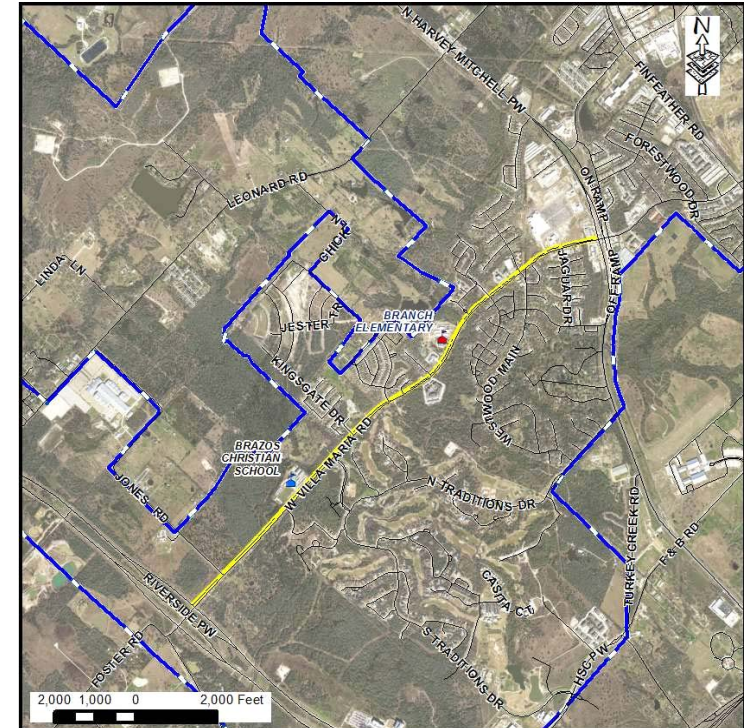 N HARVEY MITCHELL PW
N
FINFEATHER RD
FORESTWOOD DR
ON RAMP
LEONARD RD
N
CHICK
LINDA LN
JAGUAR DR
OFF RAMP
BRANCH
ELEMENTARY
JESTER TR
KINGSGATE DR
WESTWOOD MAIN
W VILLA MARIA RD
BRAZOS
CHRISTIAN
SCHOOL
JONES RD
N TRADITIONS DR
TURKEY CREEK RD
F & B RD
CASITA CT
RIVERSIDE PW
FOSTER RD
S TRADITIONS DR
HSC PW
2,000 1,000 0 2,000 Feet